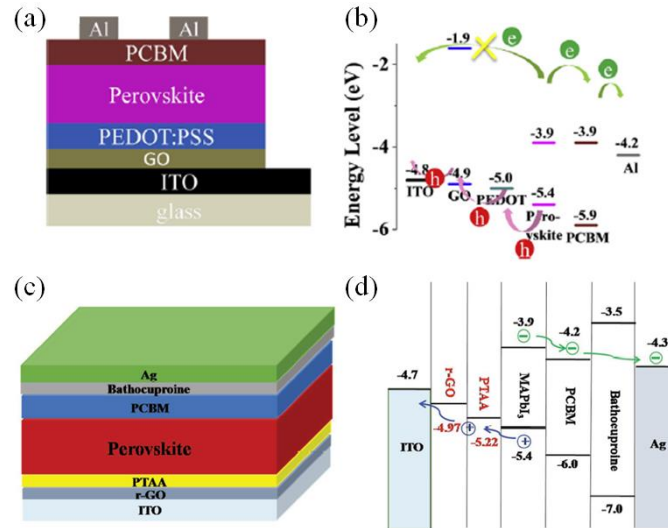 (a)
Al Al
PCBM
Perovskite
PEDOT:PSS
GO
ITO
glass
(b)
Energy Level (eV)
-2
-4
-6
-1.9
e
e
e
-3.9 -3.9
-4.2
Al
-4.8
ITO
-4.9
GO
-5.0
PEDOT
-5.4
Pero-
vskite
-5.9
PCBM
h
h
h
(c)
Ag
Bathocuproine
PCBM
Perovskite
PTAA
r-GO
ITO
(d)
-4.7
ITO
r-GO
-4.97
PTAA
-5.22
-3.9
MAPbI3
-5.4
-4.2
PCBM
-6.0
-3.5
Bathocuproine
-7.0
-4.3
Ag